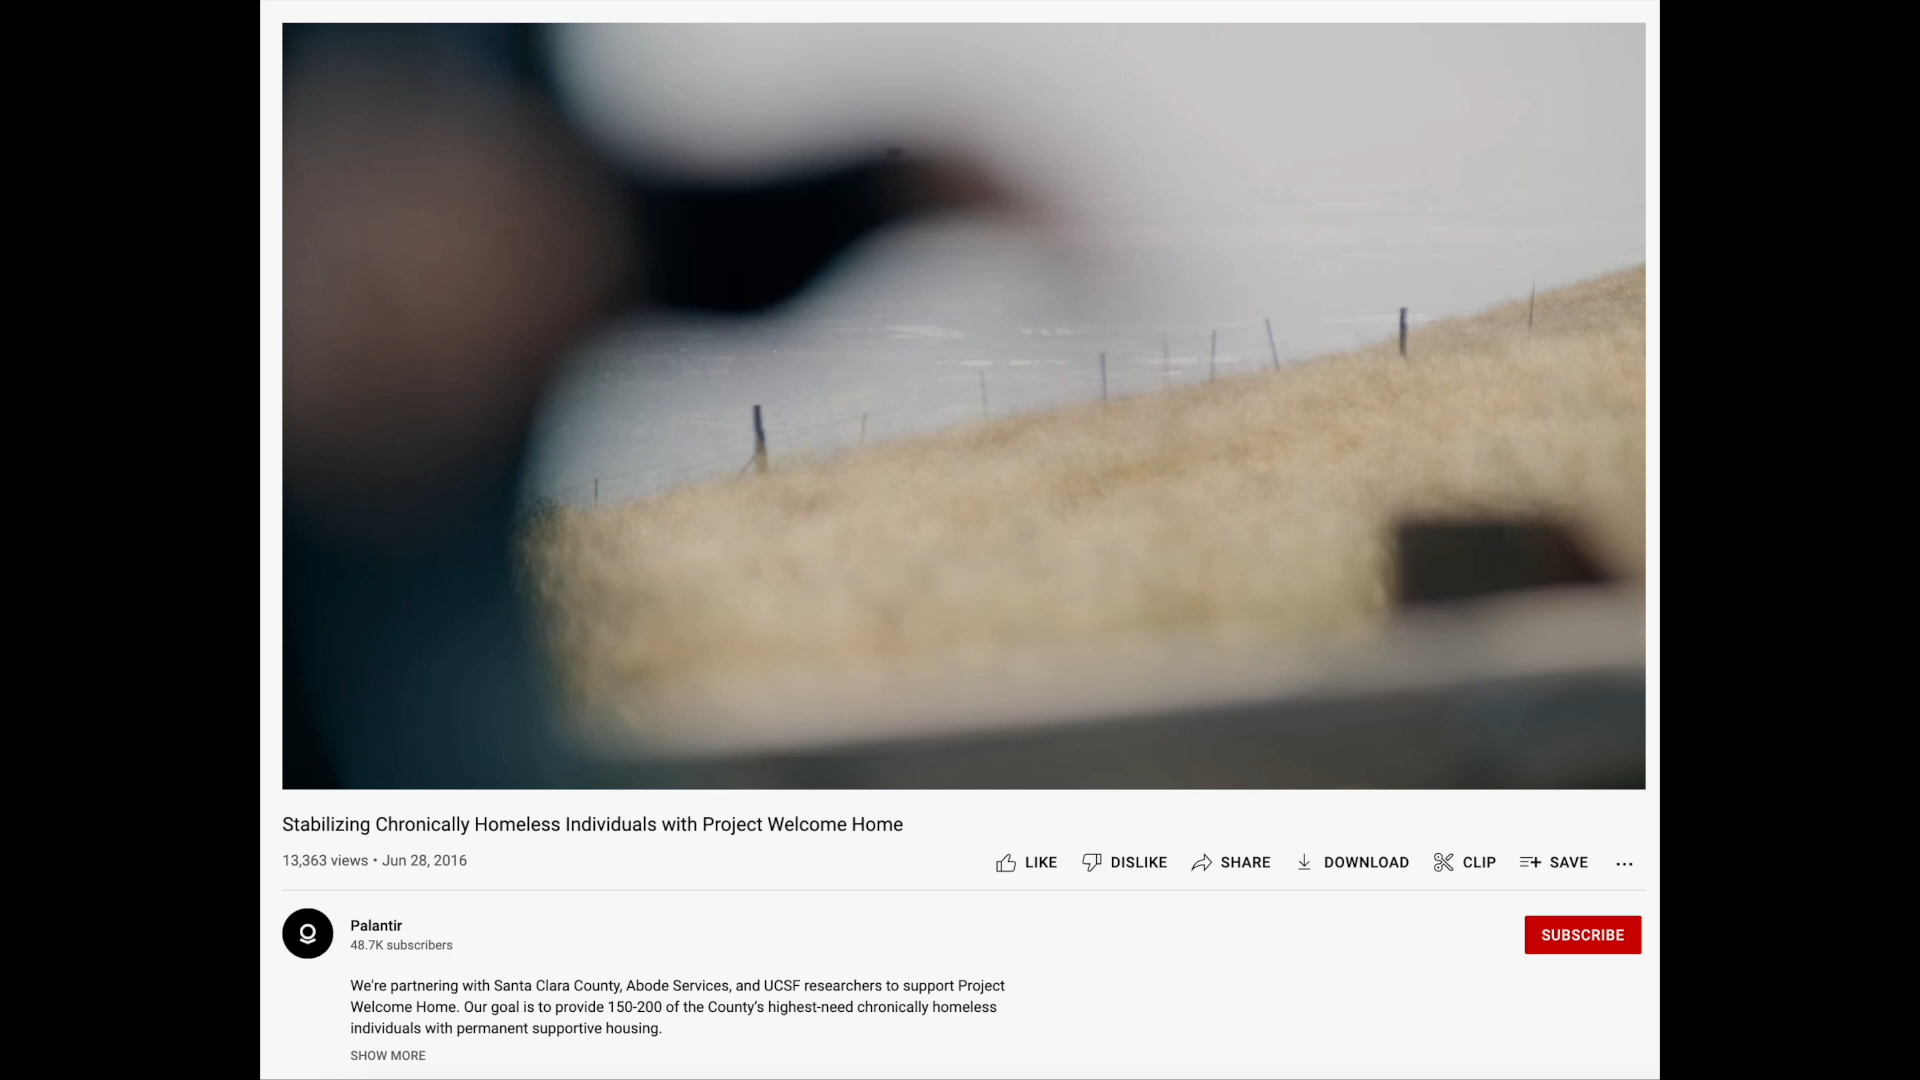 Stabilizing Chronically Homeless Individuals with Project Welcome Home
13,363 views • Jun 28, 2016
LIKE DISLIKE SHARE DOWNLOAD CLIP SAVE ...
Palantir
48.7K subscribers
SUBSCRIBE
We're partnering with Santa Clara County, Abode Services, and UCSF researchers to support Project
Welcome Home. Our goal is to provide 150-200 of the County’s highest-need chronically homeless
individuals with permanent supportive housing.
SHOW MORE